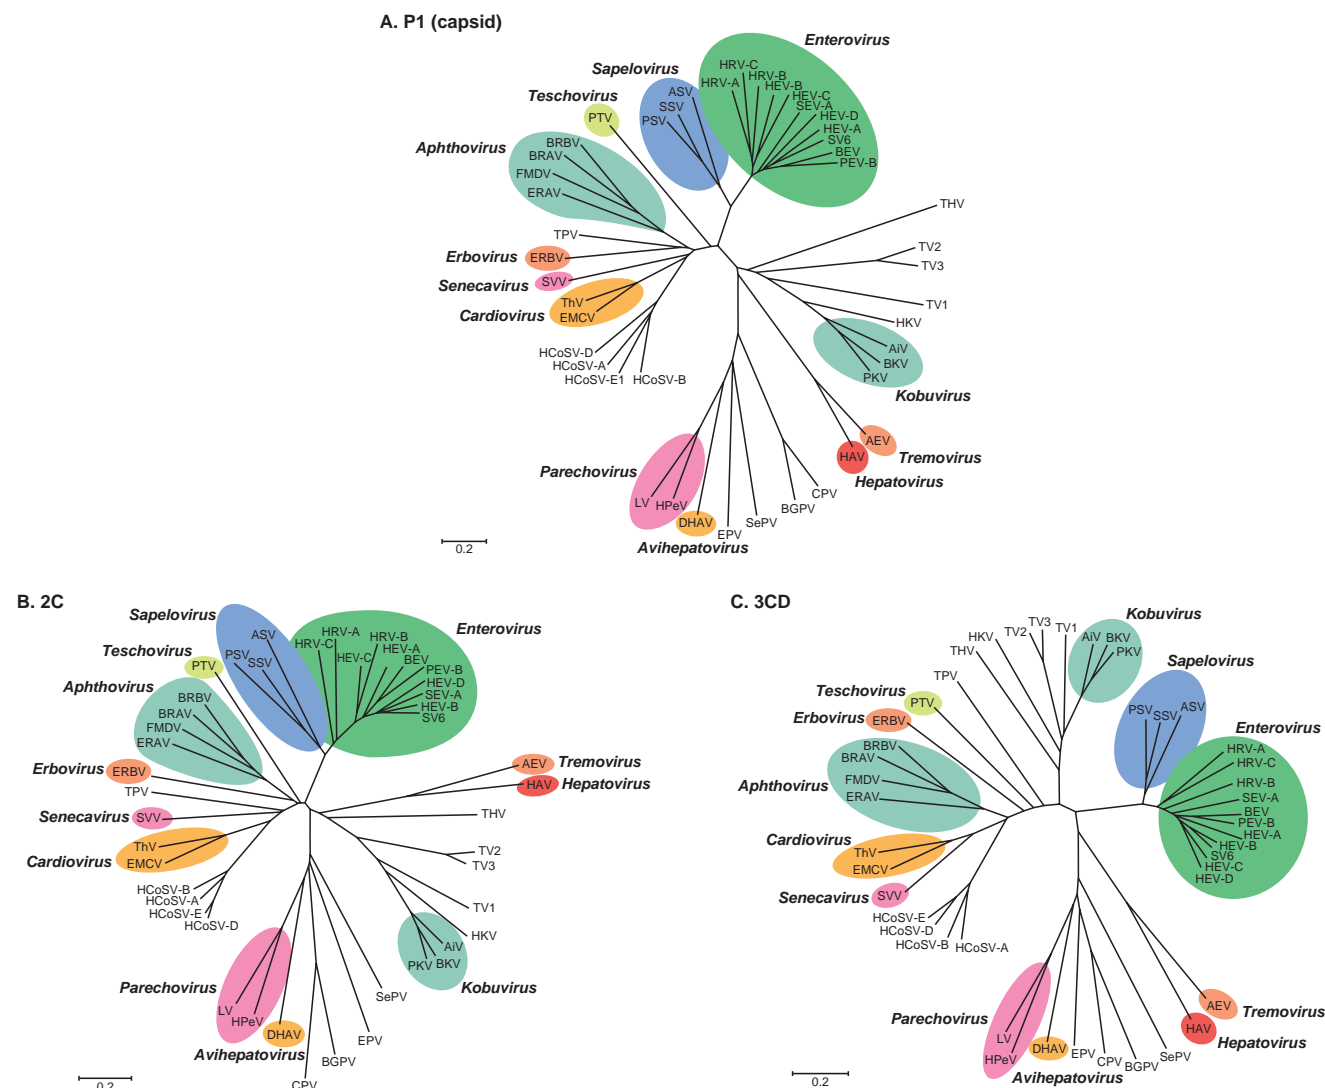 A. P1 (capsid)
Enterovirus
Sapelovirus
Teschovirus
Aphthovirus
HRV-C
HRV-B
HRV-A
HEV-B
HEV-C
SEV-A
HEV-D
HEV-A
SV6
BEV
PEV-B
ASV
SSV
PSV
PTV
BRBV
BRAV
FMDV
ERAV
TPV
Erbovirus
ERBV
Senecavirus
SVV
Cardiovirus
ThV
EMCV
HCoSV-D
HCoSV-A
HCoSV-E1
HCoSV-B
THV
TV2
TV3
TV1
HKV
AiV
BKV
PKV
Kobuvirus
AEV
HAV
Tremovirus
Hepatovirus
Parechovirus
LV
HPeV
DHAV
Avihepatovirus
EPV
SePV
BGPV
CPV
0.2
B. 2C
Sapelovirus
Enterovirus
Teschovirus
Aphthovirus
ASV
PSV
SSV
PTV
HRV-A
HRV-C
HRV-B
HEV-A
HEV-C
BEV
PEV-B
HEV-D
SEV-A
HEV-B
SV6
BRBV
BRAV
FMDV
ERAV
Erbovirus
ERBV
TPV
Senecavirus
SVV
Cardiovirus
ThV
EMCV
HCoSV-B
HCoSV-A
HCoSV-E
HCoSV-D
AEV
Tremovirus
HAV
Hepatovirus
THV
TV2
TV3
TV1
HKV
AiV
BKV
PKV
Kobuvirus
Parechovirus
LV
HPeV
DHAV
Avihepatovirus
SePV
EPV
BGPV
CPV
0.2
C. 3CD
Kobuvirus
TV3
TV1
TV2
HKV
THV
TPV
AiV
BKV
PKV
Sapelovirus
PSV
SSV
ASV
Enterovirus
HRV-A
HRV-C
HRV-B
SEV-A
BEV
PEV-B
HEV-A
HEV-B
SV6
HEV-C
HEV-D
Teschovirus
PTV
Erbovirus
ERBV
Aphthovirus
BRBV
BRAV
FMDV
ERAV
Cardiovirus
ThV
EMCV
Senecavirus
SVV
HCoSV-E
HCoSV-D
HCoSV-B
HCoSV-A
Parechovirus
LV
HPeV
DHAV
Avihepatovirus
EPV
CPV
BGPV
SePV
AEV
Tremovirus
HAV
Hepatovirus
0.2